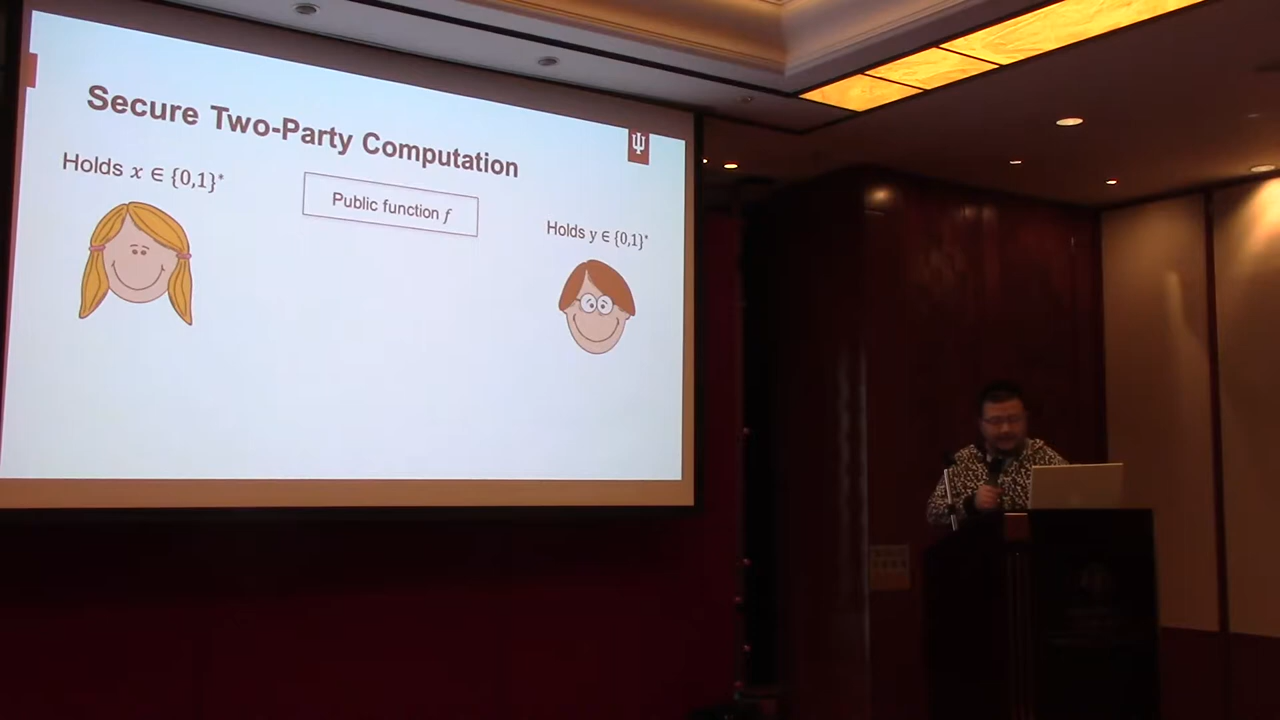 Secure Two-Party Computation
Holds x ∈ {0,1}*
Public function f
Holds y ∈ {0,1}*